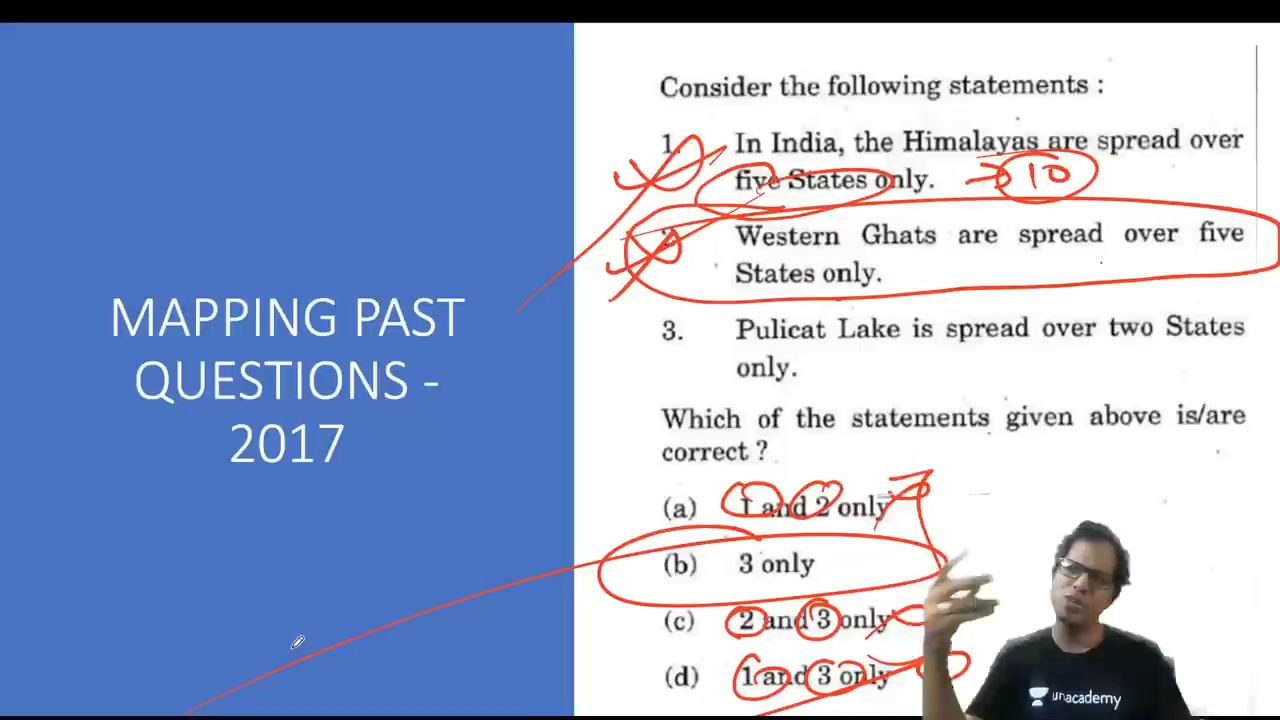 MAPPING PAST
QUESTIONS -
2017
Consider the following statements :
1. In India, the Himalayas are spread over
five States only. → 10
2. Western Ghats are spread over five
States only.
3. Pulicat Lake is spread over two States
only.
Which of the statements given above is/are
correct ?
(a) 1 and 2 only
(b) 3 only
(c) 2 and 3 only
(d) 1 and 3 only
unacademy